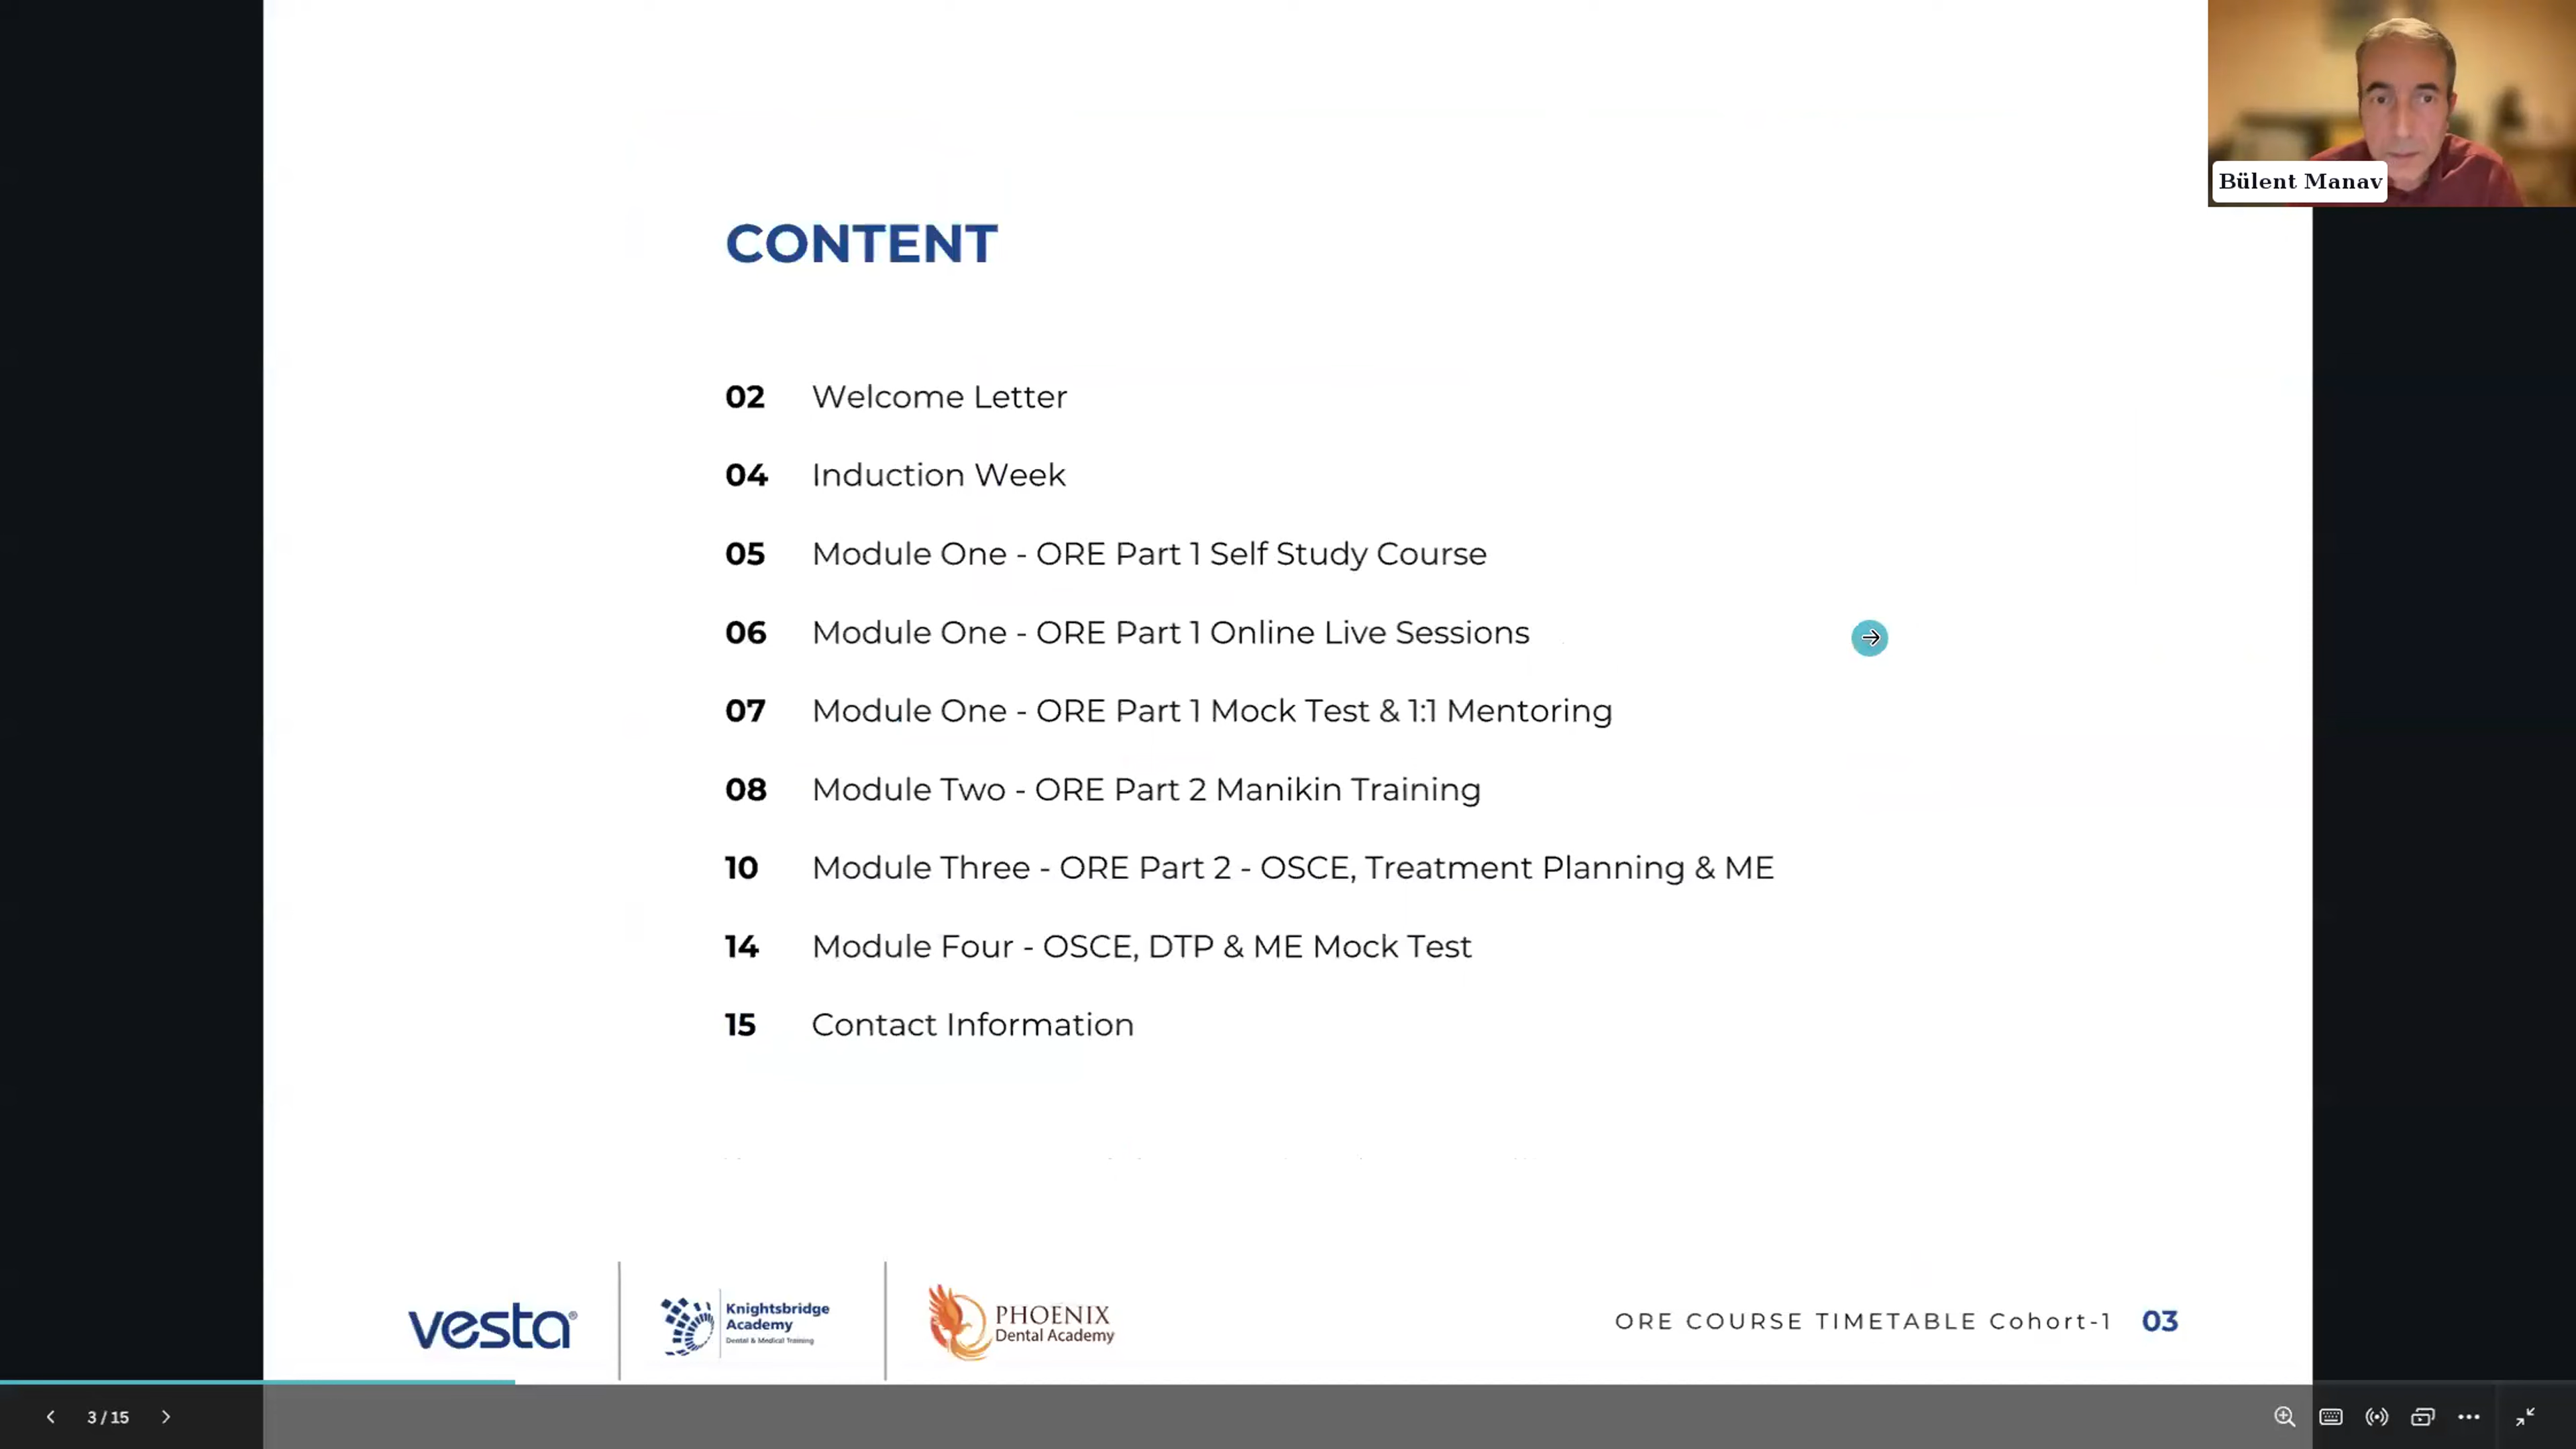 Bülent Manav
CONTENT
02 Welcome Letter
04 Induction Week
05 Module One - ORE Part 1 Self Study Course
06 Module One - ORE Part 1 Online Live Sessions
07 Module One - ORE Part 1 Mock Test & 1:1 Mentoring
08 Module Two - ORE Part 2 Manikin Training
10 Module Three - ORE Part 2 - OSCE, Treatment Planning & ME
14 Module Four - OSCE, DTP & ME Mock Test
15 Contact Information
vesta®
Knightsbridge
Academy
Dental & Medical Training
PHOENIX
Dental Academy
ORE COURSE TIMETABLE Cohort-1 03
3 / 15